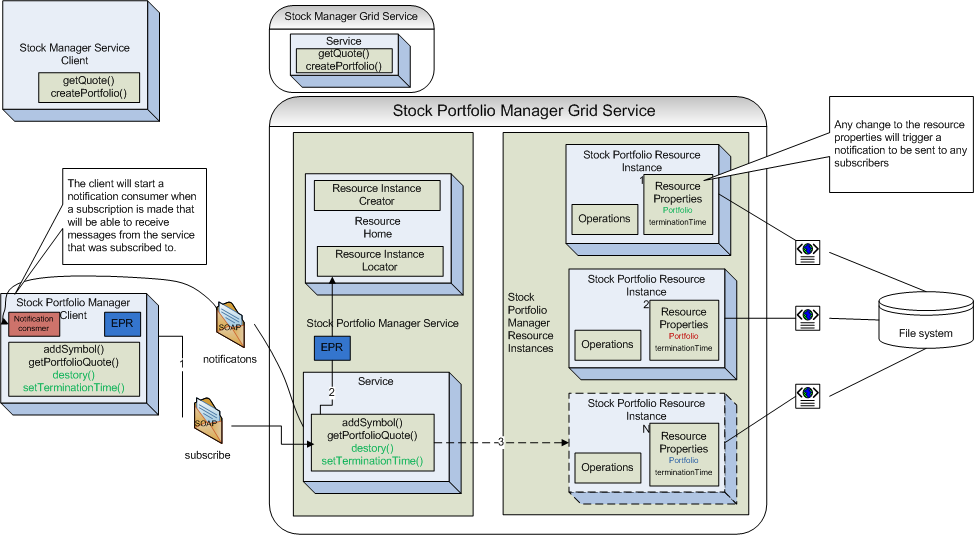 Stock Manager Service
Client
getQuote()
createPortfolio()
Stock Manager Grid Service
Service
getQuote()
createPortfolio()
Stock Portfolio Manager Grid Service
Any change to the resource
properties will trigger a
notification to be sent to any
subscribers
The client will start a
notification consumer when
a subscription is made that
will be able to receive
messages from the service
that was subscribed to.
Resource Instance
Creator
Resource
Home
Resource Instance
Locator
Stock Portfolio Resource
Instance
1
Operations
Resource
Properties
Portfolio
terminationTime
Stock Portfolio Manager
Client
Notification
consmer
EPR
addSymbol()
getPortfolioQuote()
destory()
setTerminationTime()
1
SOAP
notificatons
SOAP
subscribe
Stock Portfolio Manager Service
EPR
2
Service
addSymbol()
getPortfolioQuote()
destory()
setTerminationTime()
3
Stock
Portfolio
Manager
Resource
Instances
Stock Portfolio Resource
Instance
2
Operations
Resource
Properties
Portfolio
terminationTime
Stock Portfolio Resource
Instance
N
Operations
Resource
Properties
Portfolio
terminationTime
File system